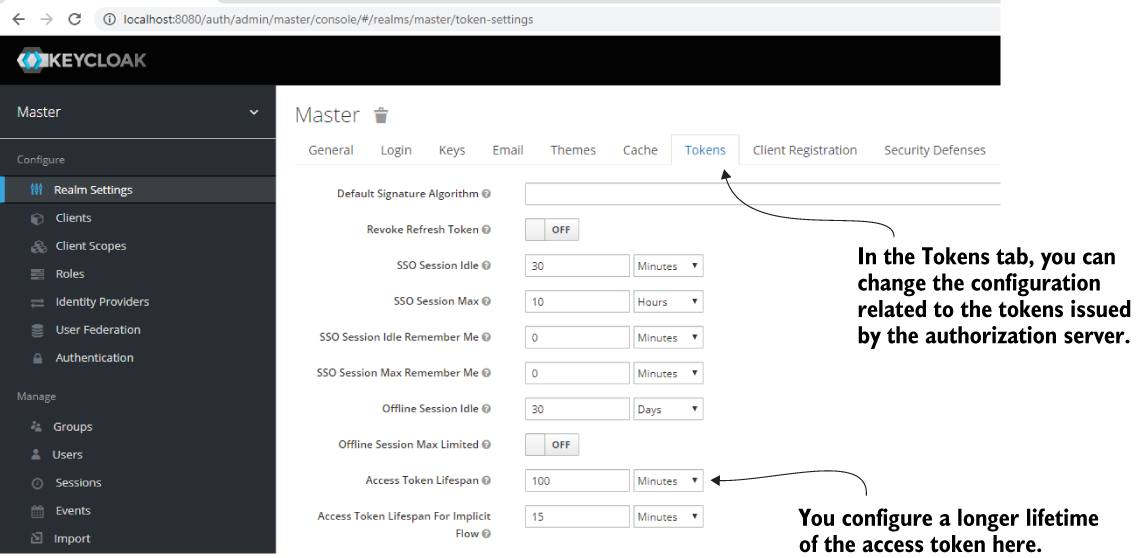 localhost:8080/auth/admin/master/console/#/realms/master/token-settings
KEYCLOAK
Master
Configure
Realm Settings
Clients
Client Scopes
Roles
Identity Providers
User Federation
Authentication
Manage
Groups
Users
Sessions
Events
Import
Master
General Login Keys Email Themes Cache Tokens Client Registration Security Defenses
Default Signature Algorithm
Revoke Refresh Token OFF
SSO Session Idle 30 Minutes
SSO Session Max 10 Hours
SSO Session Idle Remember Me 0 Minutes
SSO Session Max Remember Me 0 Minutes
Offline Session Idle 30 Days
Offline Session Max Limited OFF
Access Token Lifespan 100 Minutes
Access Token Lifespan For Implicit
Flow
15 Minutes
In the Tokens tab, you can
change the configuration
related to the tokens issued
by the authorization server.
You configure a longer lifetime
of the access token here.